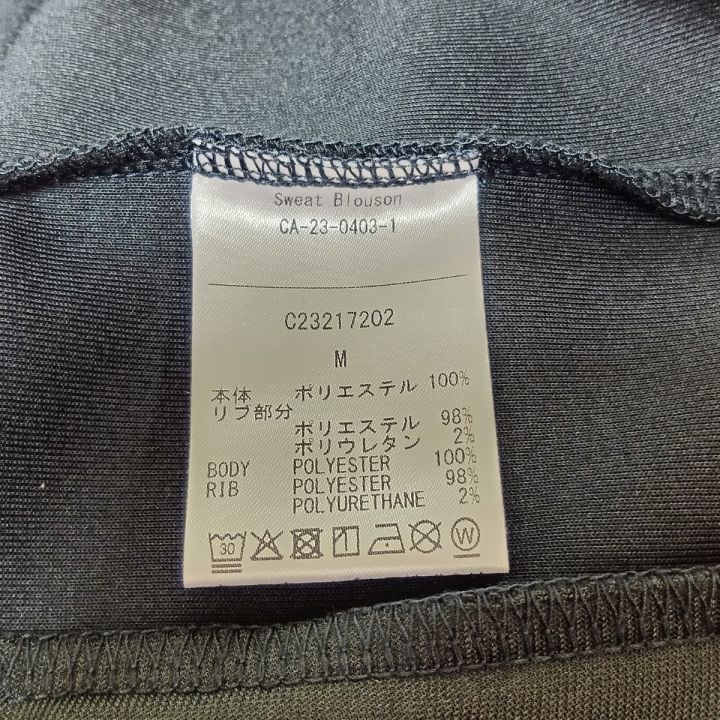 Sweat Blouson
CA-23-0403-1
C23217202
M
本体 ポリエステル 100%
リブ部分
ポリエステル 98%
ポリウレタン 2%
BODY POLYESTER 100%
RIB POLYESTER 98%
POLYURETHANE 2%
30 W